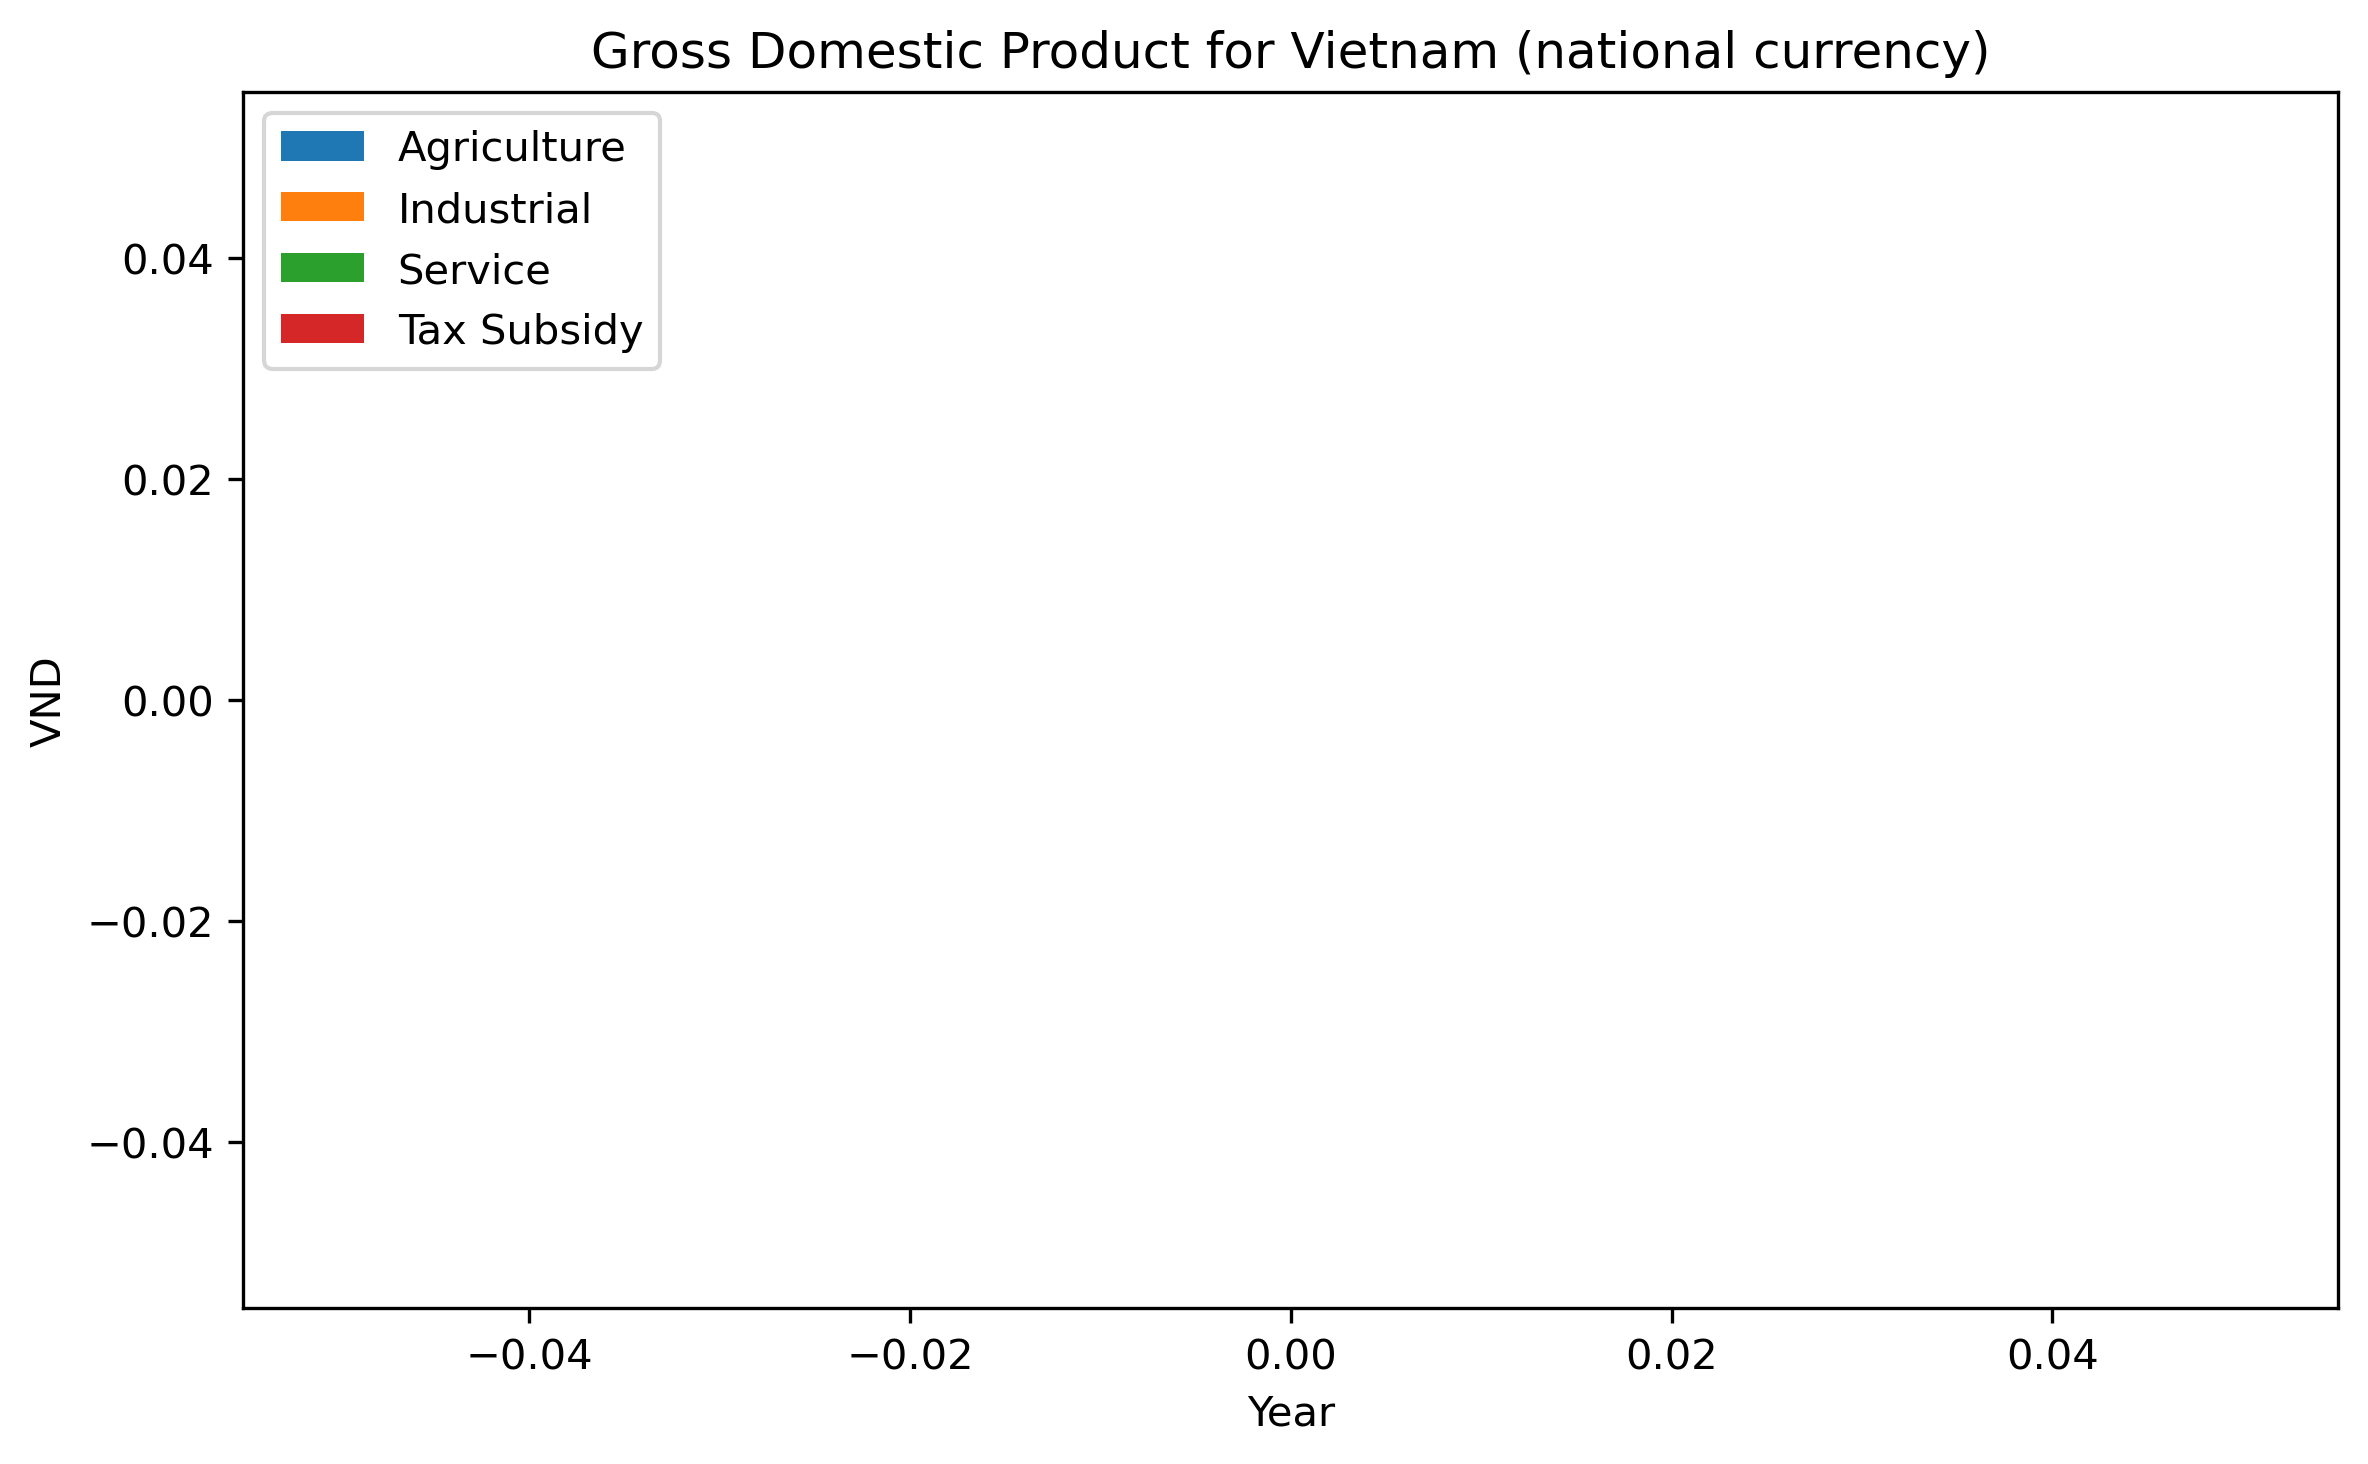 Gross Domestic Product for Vietnam (national currency)
Agriculture
Industrial
Service
Tax Subsidy
0.04
0.02
0.00
−0.02
−0.04
VND
−0.04 −0.02 0.00 0.02 0.04
Year